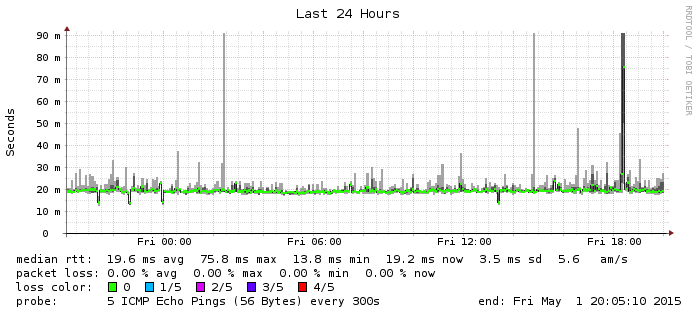 Last 24 Hours
RRDTOOL / TOBI OETIKER
Seconds
90 m
80 m
70 m
60 m
50 m
40 m
30 m
20 m
10 m
0
Fri 00:00 Fri 06:00 Fri 12:00 Fri 18:00
median rtt: 19.6 ms avg 75.8 ms max 13.8 ms min 19.2 ms now 3.5 ms sd 5.6 am/s
packet loss: 0.00 % avg 0.00 % max 0.00 % min 0.00 % now
loss color: 0 1/5 2/5 3/5 4/5
probe: 5 ICMP Echo Pings (56 Bytes) every 300s end: Fri May 1 20:05:10 2015